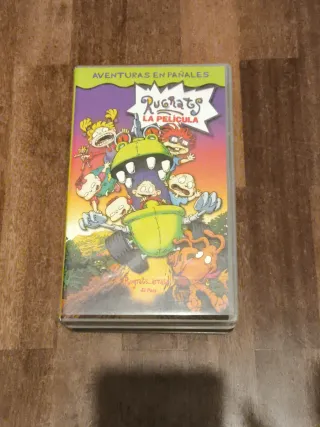 AVENTURAS EN PAÑALES
RUGRATS
LA PELÍCULA